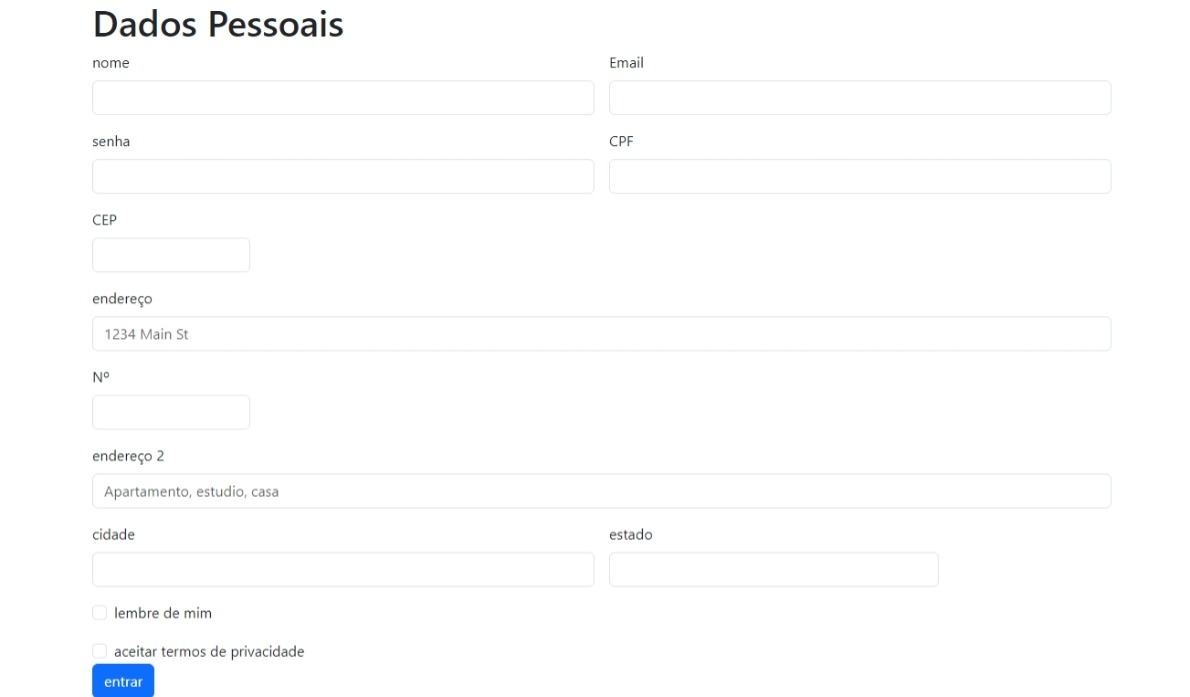 Dados Pessoais
nome
Email
senha
CPF
CEP
endereço
1234 Main St
Nº
endereço 2
Apartamento, estudio, casa
cidade
estado
lembre de mim
aceitar termos de privacidade
entrar